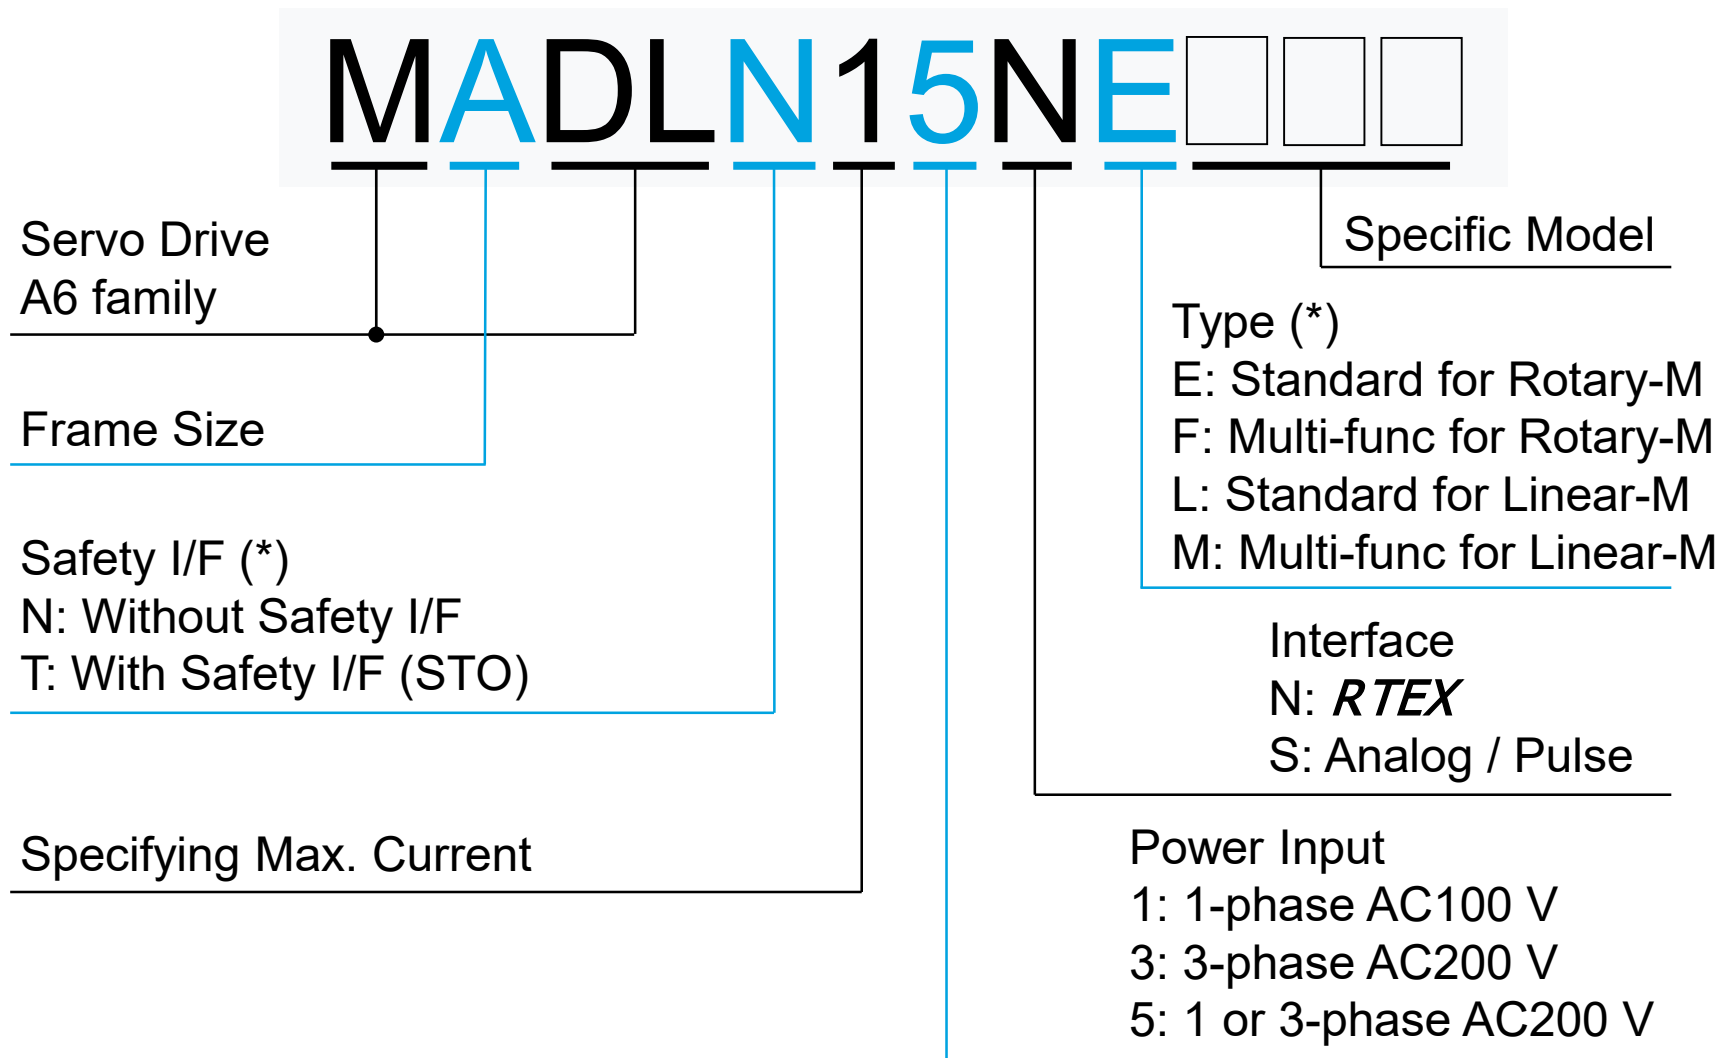 MADLN15NE□□□
Servo Drive
A6 family
Frame Size
Safety I/F (*)
N: Without Safety I/F
T: With Safety I/F (STO)
Specifying Max. Current
Specific Model
Type (*)
E: Standard for Rotary-M
F: Multi-func for Rotary-M
L: Standard for Linear-M
M: Multi-func for Linear-M
Interface
N: RTEX
S: Analog / Pulse
Power Input
1: 1-phase AC100 V
3: 3-phase AC200 V
5: 1 or 3-phase AC200 V